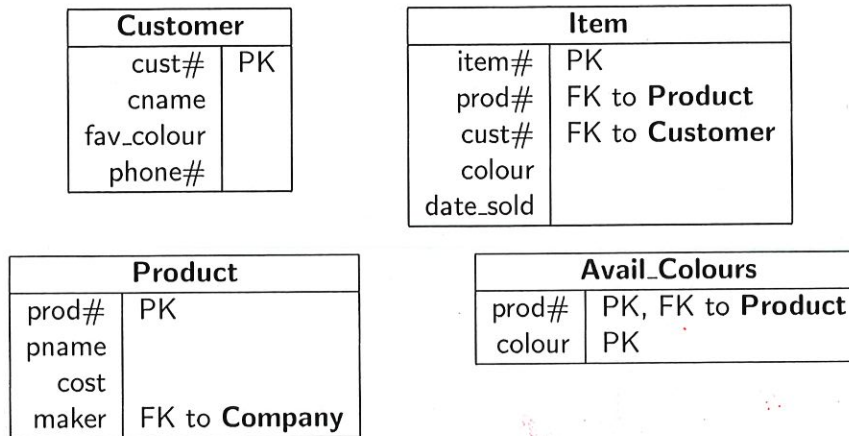 Customer
cust# PK
cname
fav_colour
phone#
Item
item# PK
prod# FK to Product
cust# FK to Customer
colour
date_sold
Product
prod# PK
pname
cost
maker FK to Company
Avail_Colours
prod# PK, FK to Product
colour PK